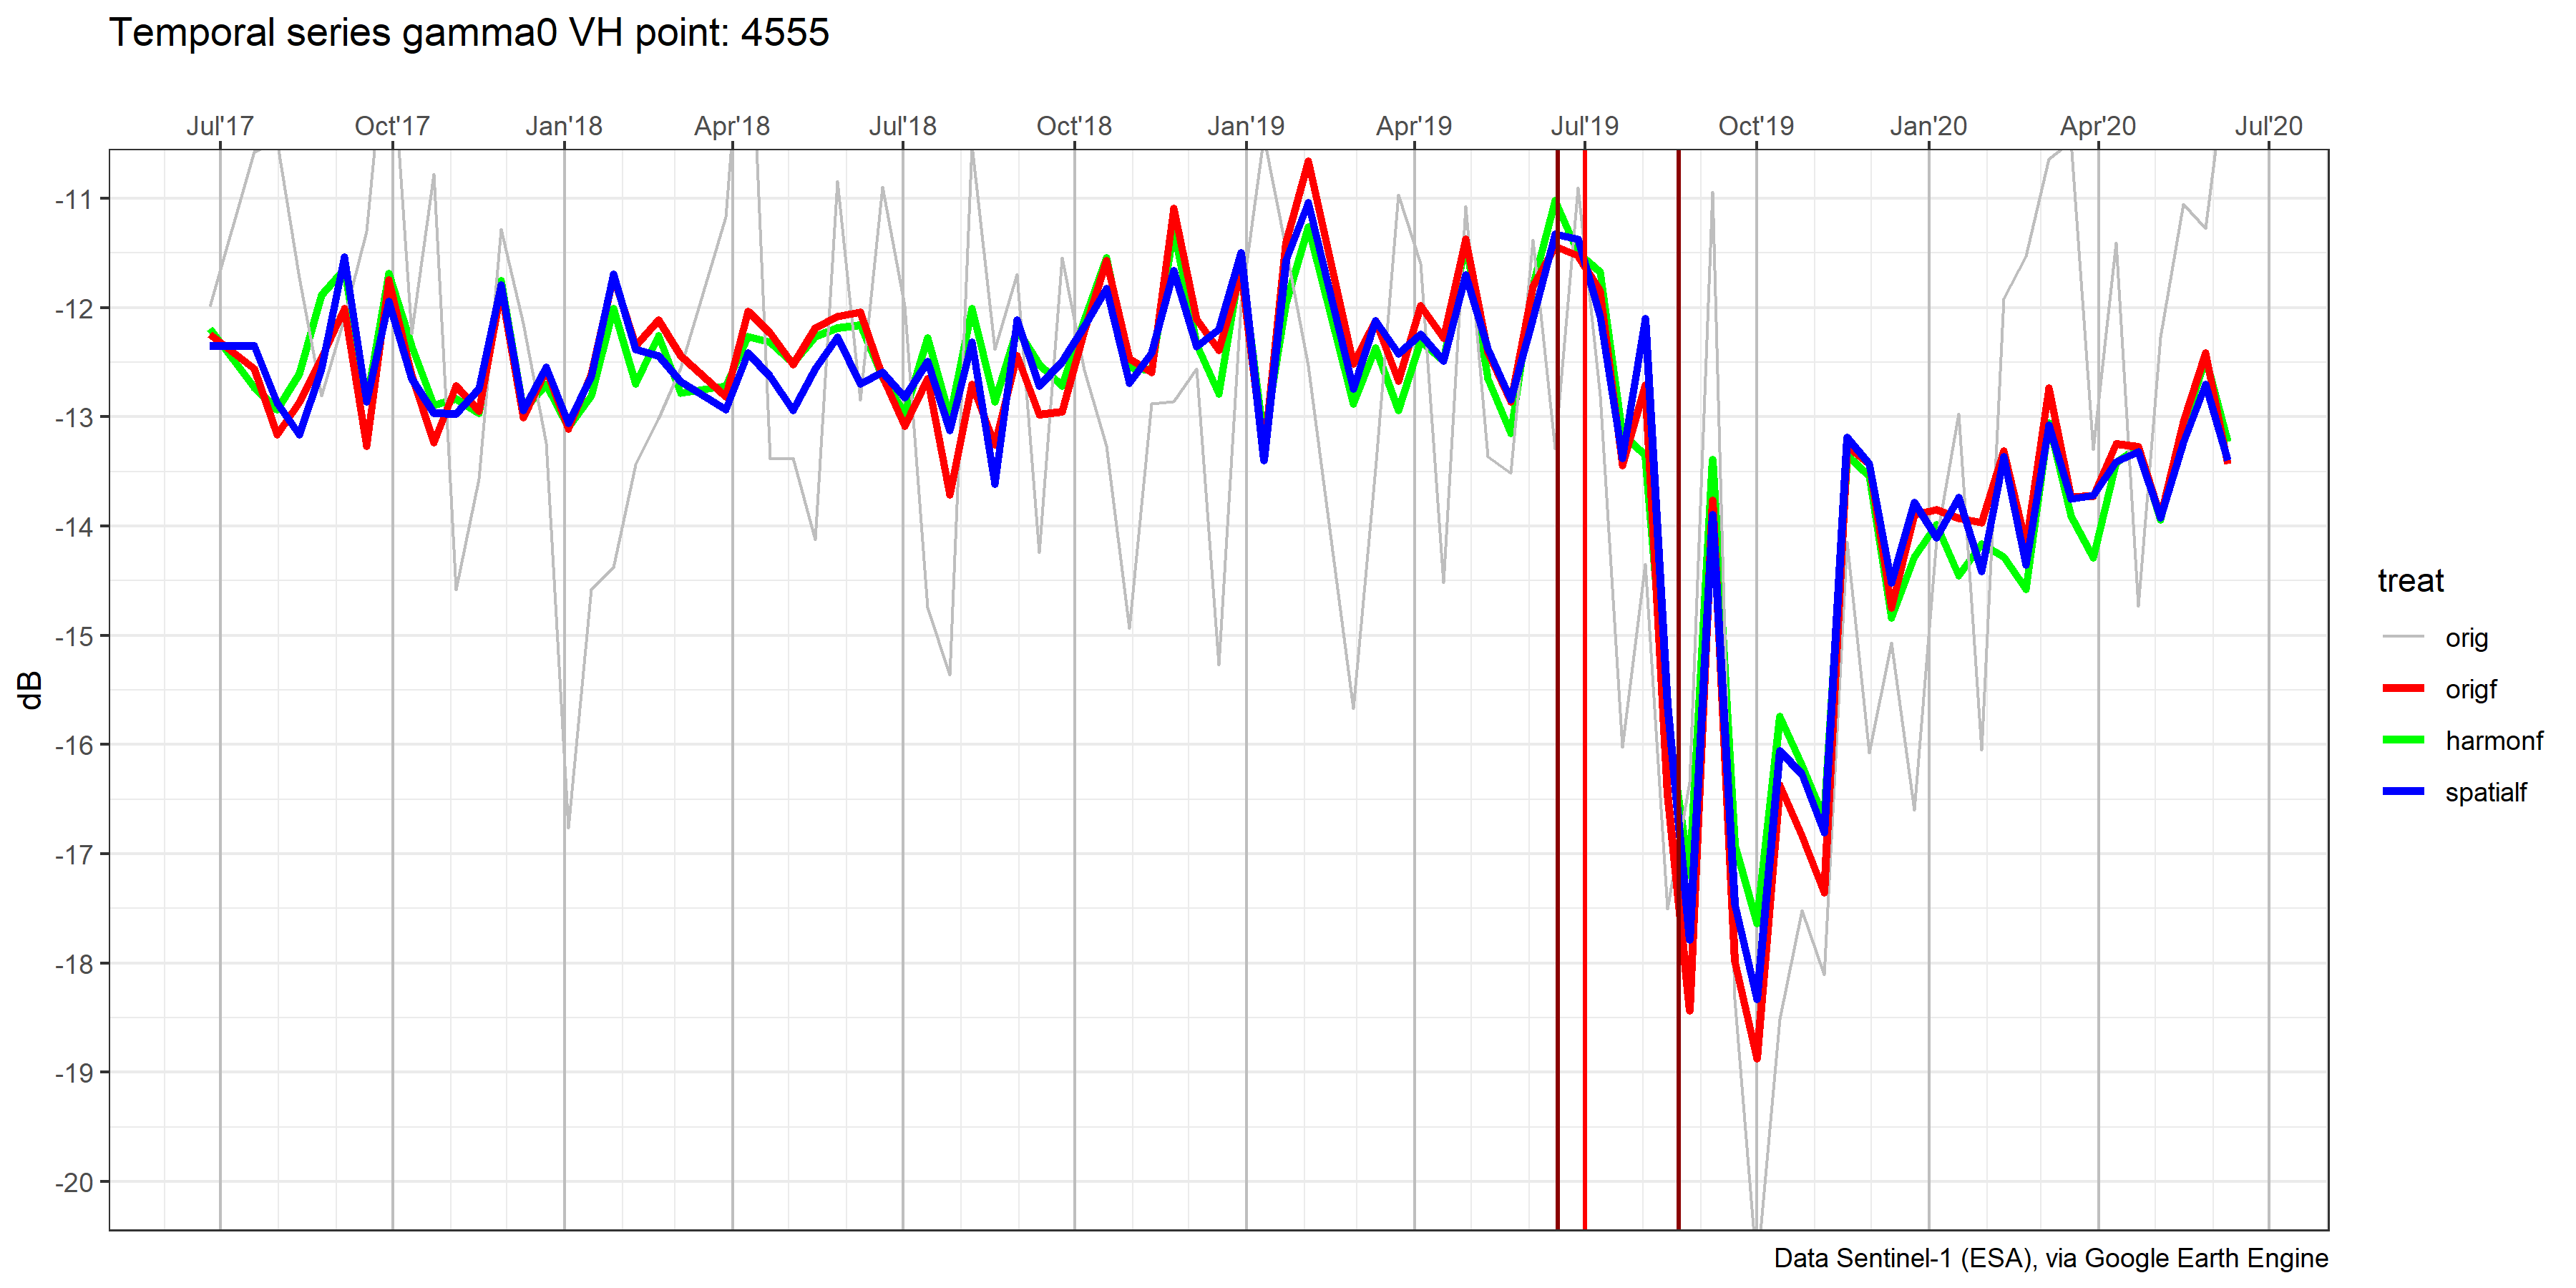 Temporal series gamma0 VH point: 4555
Jul'17 Oct'17 Jan'18 Apr'18 Jul'18 Oct'18 Jan'19 Apr'19 Jul'19 Oct'19 Jan'20 Apr'20 Jul'20
-11
-12
-13
-14
-15
-16
-17
-18
-19
-20
dB
treat
orig
origf
harmonf
spatialf
Data Sentinel-1 (ESA), via Google Earth Engine